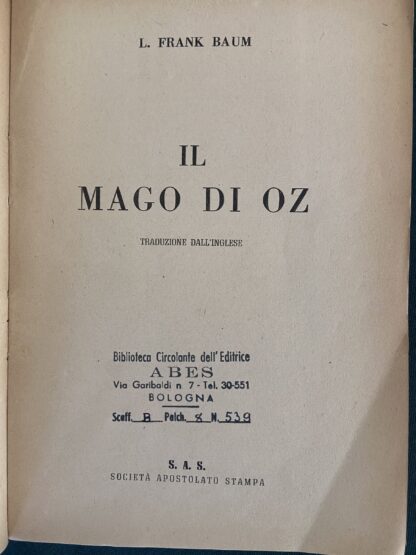 L. FRANK BAUM
IL
MAGO DI OZ
TRADUZIONE DALL'INGLESE
Biblioteca Circolante dell'Editrice
ABES
Via Garibaldi n. 7 - Tel. 30-551
BOLOGNA
Scaff. B Palch. 8 N. 539
S. A. S.
SOCIETÀ APOSTOLATO STAMPA